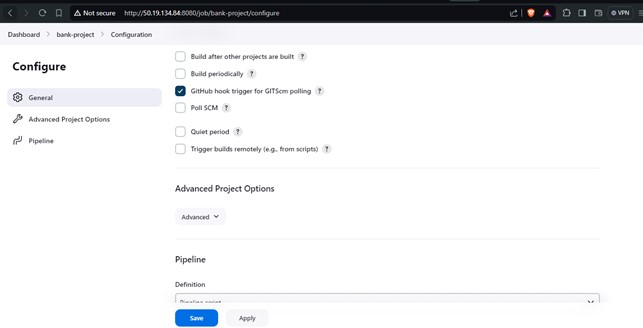 Not secure http://50.19.134.84:8080/job/bank-project/configure VPN
Dashboard > bank-project > Configuration
Configure
General
Advanced Project Options
Pipeline
Build after other projects are built ?
Build periodically ?
GitHub hook trigger for GITScm polling ?
Poll SCM ?
Quiet period ?
Trigger builds remotely (e.g., from scripts) ?
Advanced Project Options
Advanced
Pipeline
Definition
Pipeline script
Save Apply